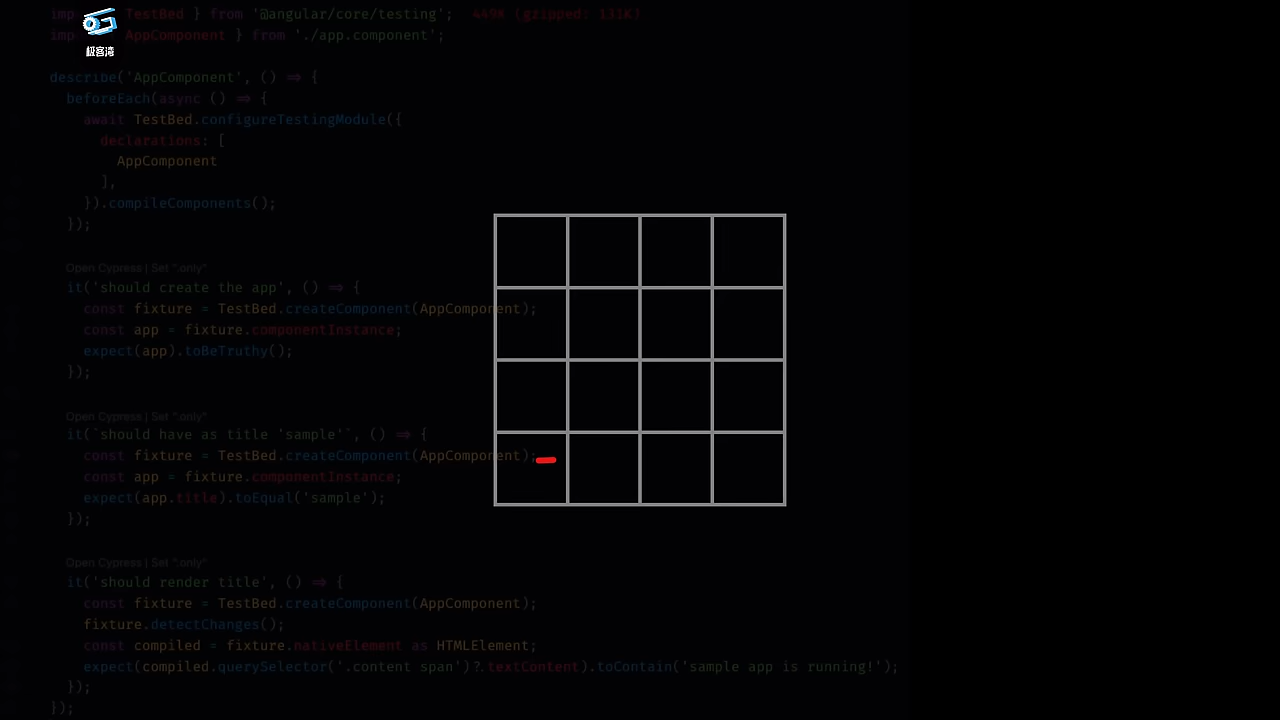 imp TestBed } from '@angular/core/testing'; 449K (gzipped: 131K)
imp AppComponent } from './app.component';
极客湾
describe('AppComponent', () => {
beforeEach(async () => {
await TestBed.configureTestingModule({
declarations: [
AppComponent
],
}).compileComponents();
});
Open Cypress | Set ".only"
it('should create the app', () => {
const fixture = TestBed.createComponent(AppComponent);
const app = fixture.componentInstance;
expect(app).toBeTruthy();
});
Open Cypress | Set ".only"
it(`should have as title 'sample'`, () => {
const fixture = TestBed.createComponent(AppComponent);
const app = fixture.componentInstance;
expect(app.title).toEqual('sample');
});
Open Cypress | Set ".only"
it('should render title', () => {
const fixture = TestBed.createComponent(AppComponent);
fixture.detectChanges();
const compiled = fixture.nativeElement as HTMLElement;
expect(compiled.querySelector('.content span')?.textContent).toContain('sample app is running!');
});
});